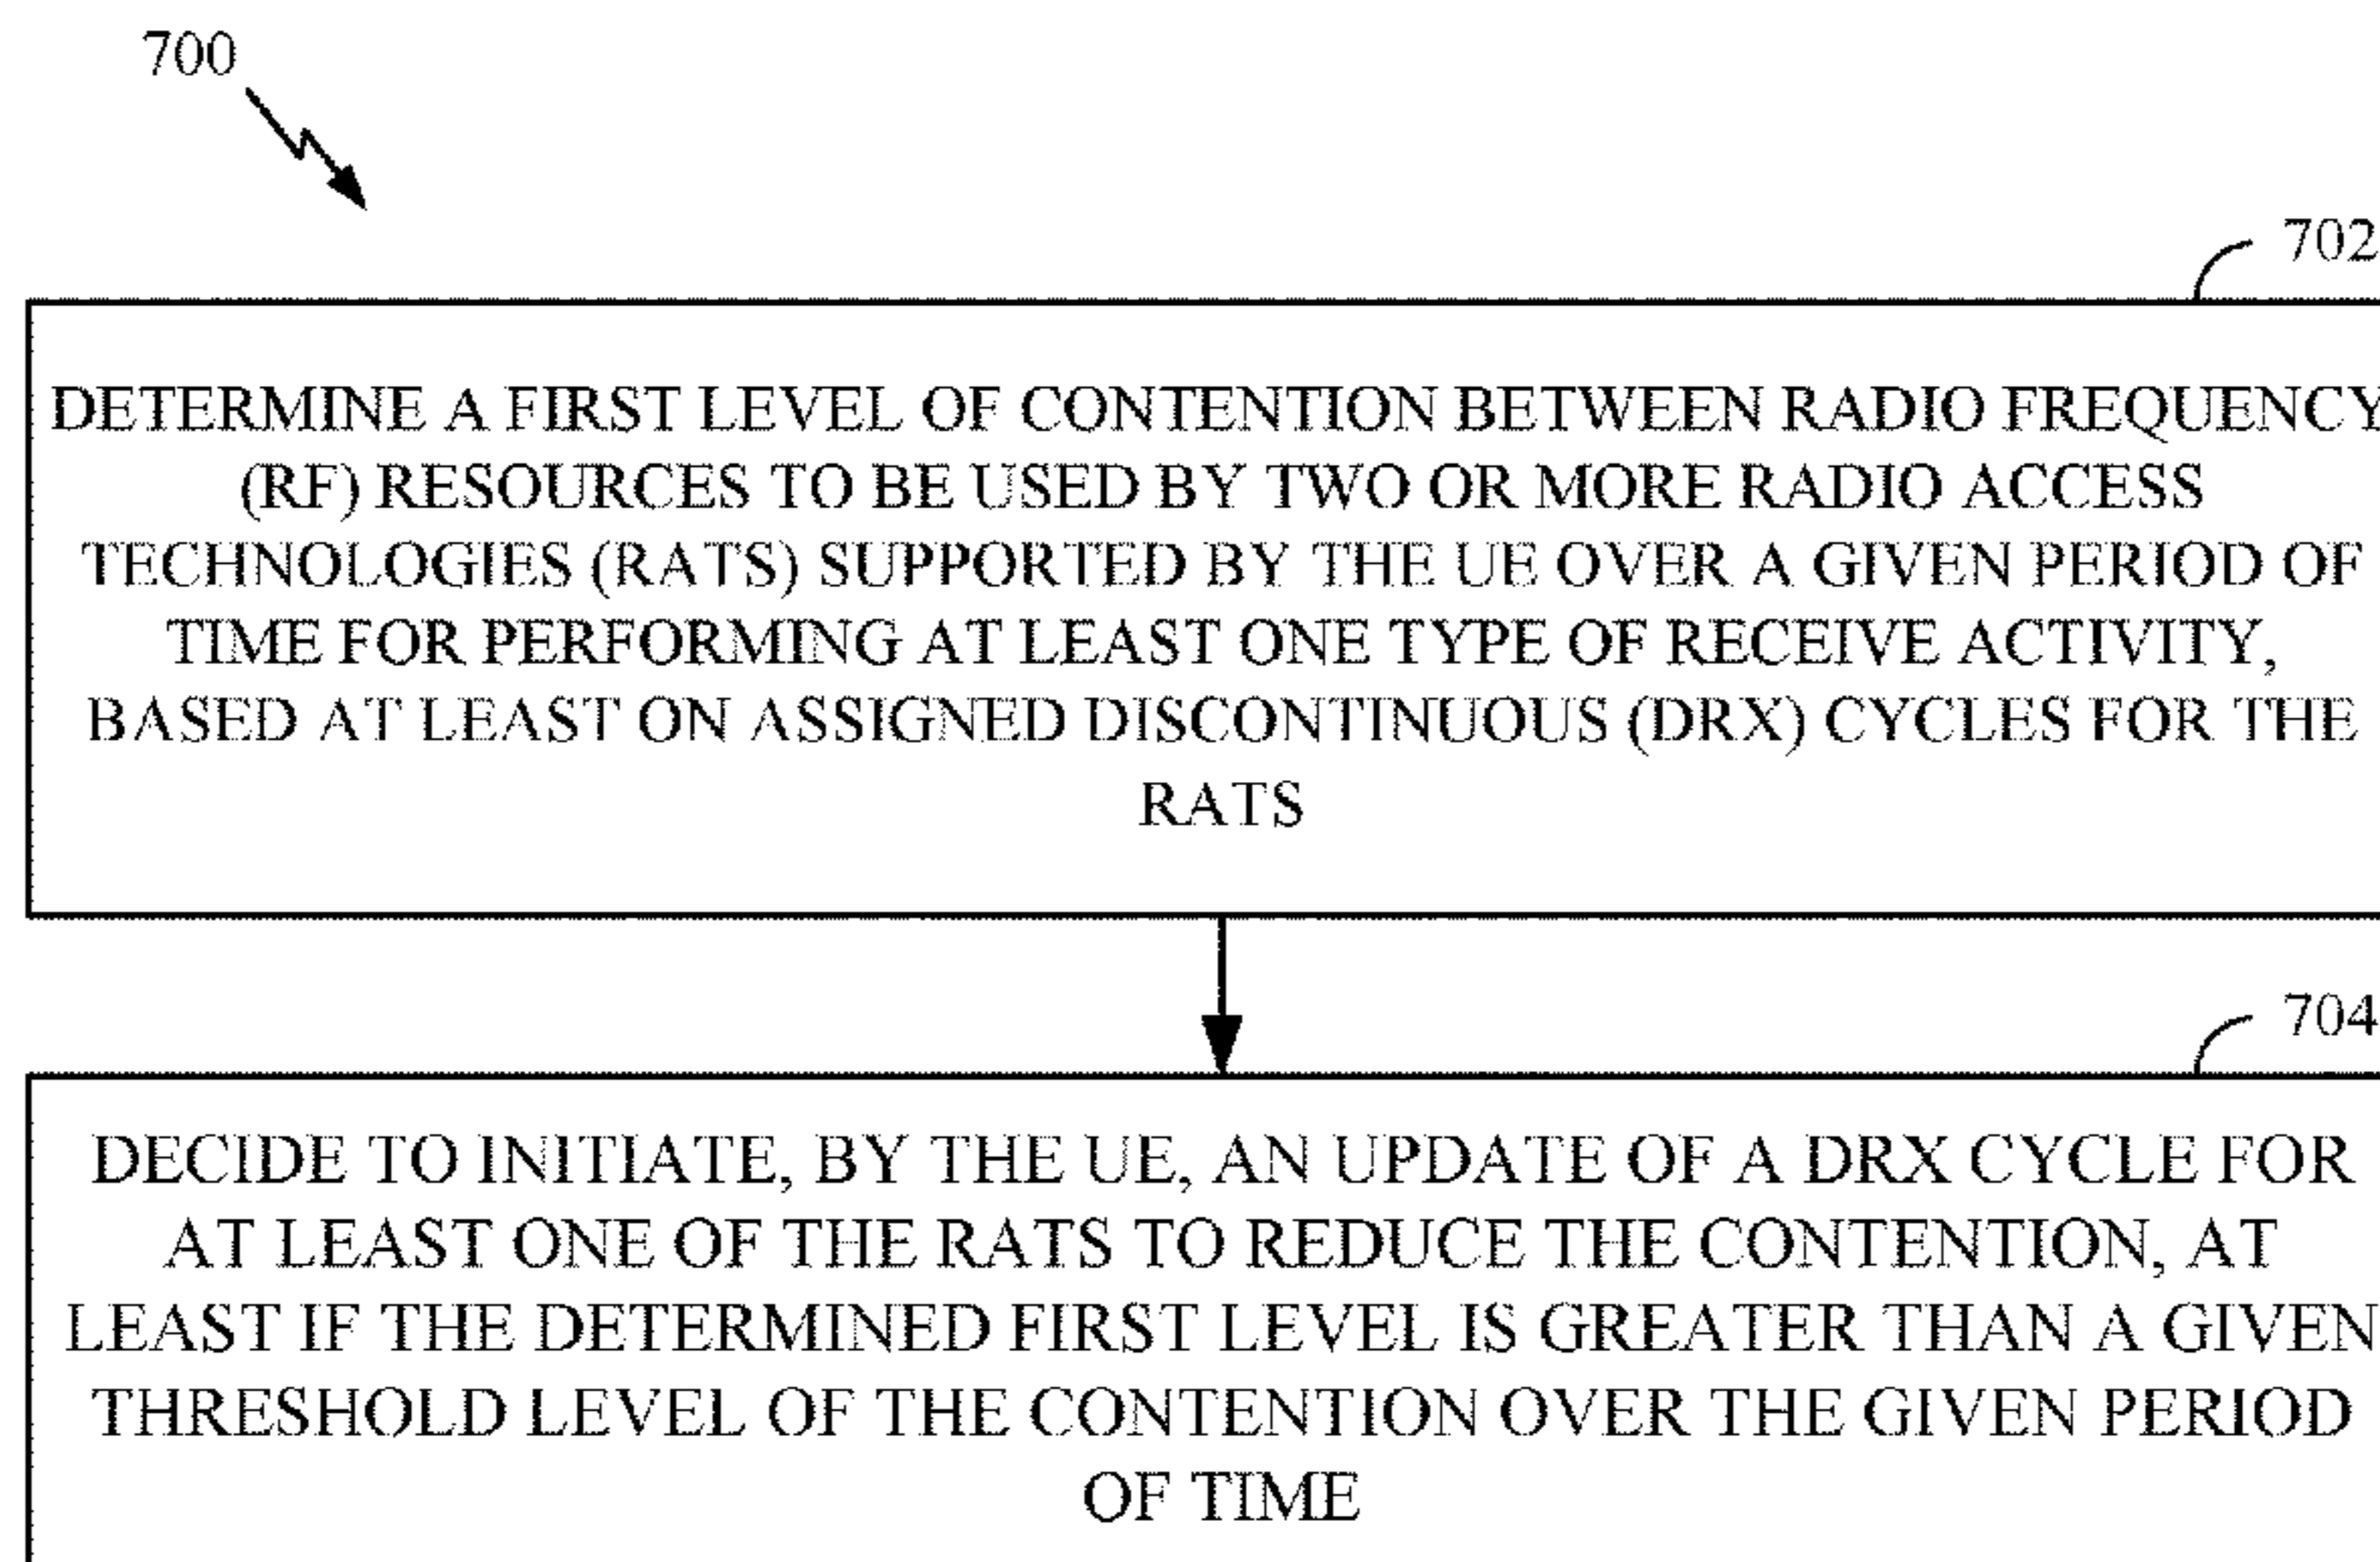 700
702
DETERMINE A FIRST LEVEL OF CONTENTION BETWEEN RADIO FREQUENCY
(RF) RESOURCES TO BE USED BY TWO OR MORE RADIO ACCESS
TECHNOLOGIES (RATS) SUPPORTED BY THE UE OVER A GIVEN PERIOD OF
TIME FOR PERFORMING AT LEAST ONE TYPE OF RECEIVE ACTIVITY,
BASED AT LEAST ON ASSIGNED DISCONTINUOUS (DRX) CYCLES FOR THE
RATS
704
DECIDE TO INITIATE, BY THE UE, AN UPDATE OF A DRX CYCLE FOR
AT LEAST ONE OF THE RATS TO REDUCE THE CONTENTION, AT
LEAST IF THE DETERMINED FIRST LEVEL IS GREATER THAN A GIVEN
THRESHOLD LEVEL OF THE CONTENTION OVER THE GIVEN PERIOD
OF TIME